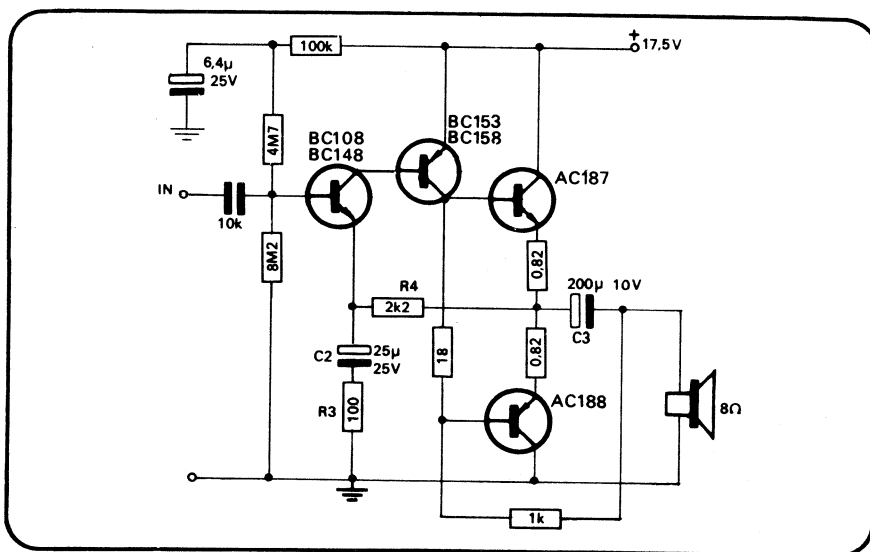 100k
+
17,5V
6,4µ
25V
4M7
BC108
BC148
BC153
BC158
AC187
IN
10k
8M2
0,82
R4
2k2
200µ 10V
C3
C2
25µ
25V
18
0,82
R3
100
AC188
8Ω
1k